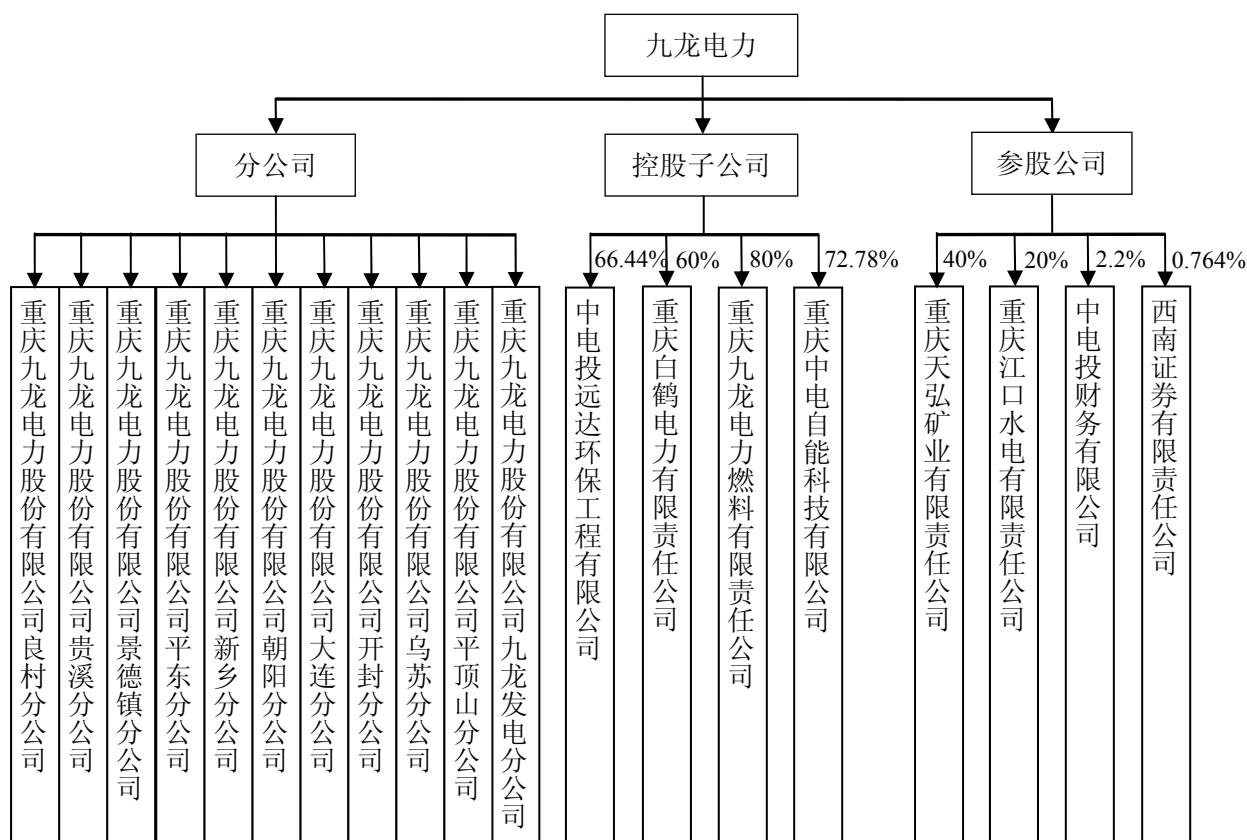 九龙电力
分公司
控股子公司
参股公司
66.44%
60%
80%
72.78%
40%
20%
2.2%
0.764%
重庆九龙电力股份有限公司良村分公司
重庆九龙电力股份有限公司贵溪分公司
重庆九龙电力股份有限公司景德镇分公司
重庆九龙电力股份有限公司平东分公司
重庆九龙电力股份有限公司新乡分公司
重庆九龙电力股份有限公司朝阳分公司
重庆九龙电力股份有限公司大连分公司
重庆九龙电力股份有限公司开封分公司
重庆九龙电力股份有限公司乌苏分公司
重庆九龙电力股份有限公司平顶山分公司
重庆九龙电力股份有限公司九龙发电分公司
中电投远达环保工程有限公司
重庆白鹤电力有限责任公司
重庆九龙电力燃料有限责任公司
重庆中电自能科技有限公司
重庆天弘矿业有限责任公司
重庆江口水电有限责任公司
中电投财务有限公司
西南证券有限责任公司